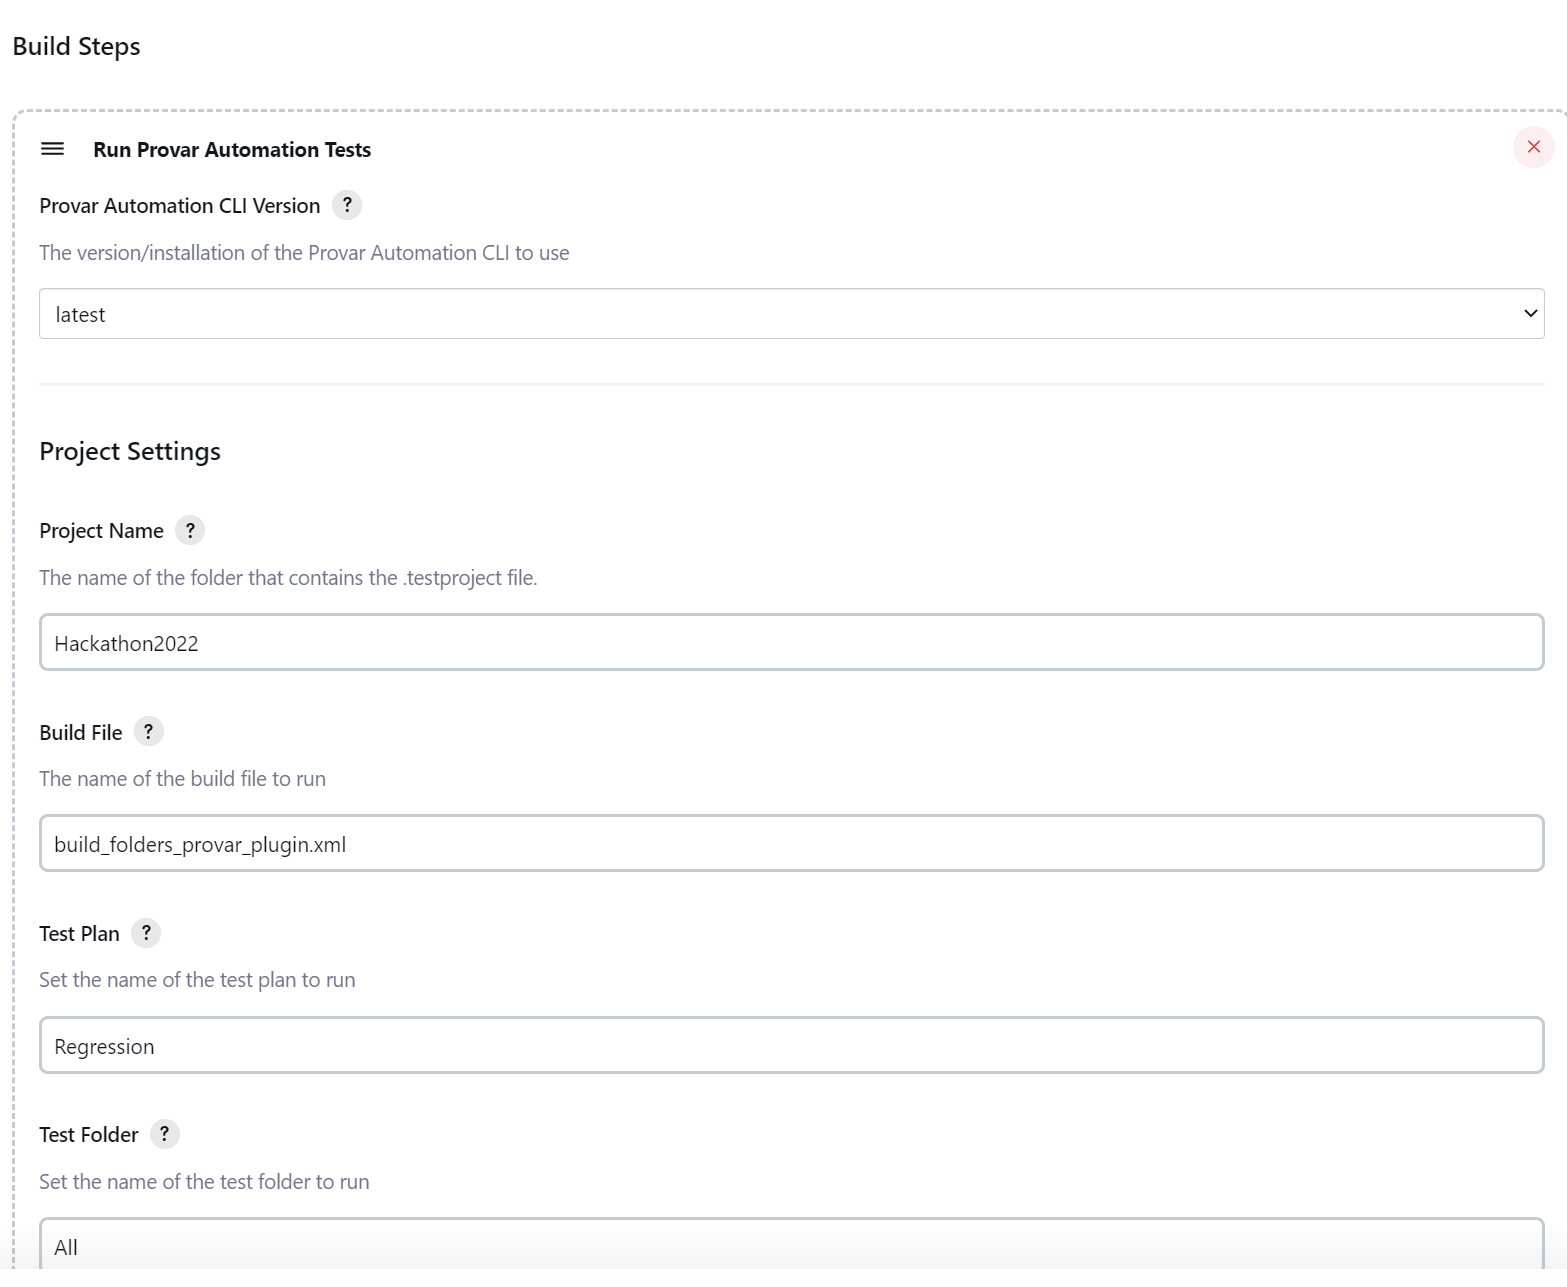 Build Steps
Run Provar Automation Tests
Provar Automation CLI Version ?
The version/installation of the Provar Automation CLI to use
latest
Project Settings
Project Name ?
The name of the folder that contains the .testproject file.
Hackathon2022
Build File ?
The name of the build file to run
build_folders_provar_plugin.xml
Test Plan ?
Set the name of the test plan to run
Regression
Test Folder ?
Set the name of the test folder to run
All